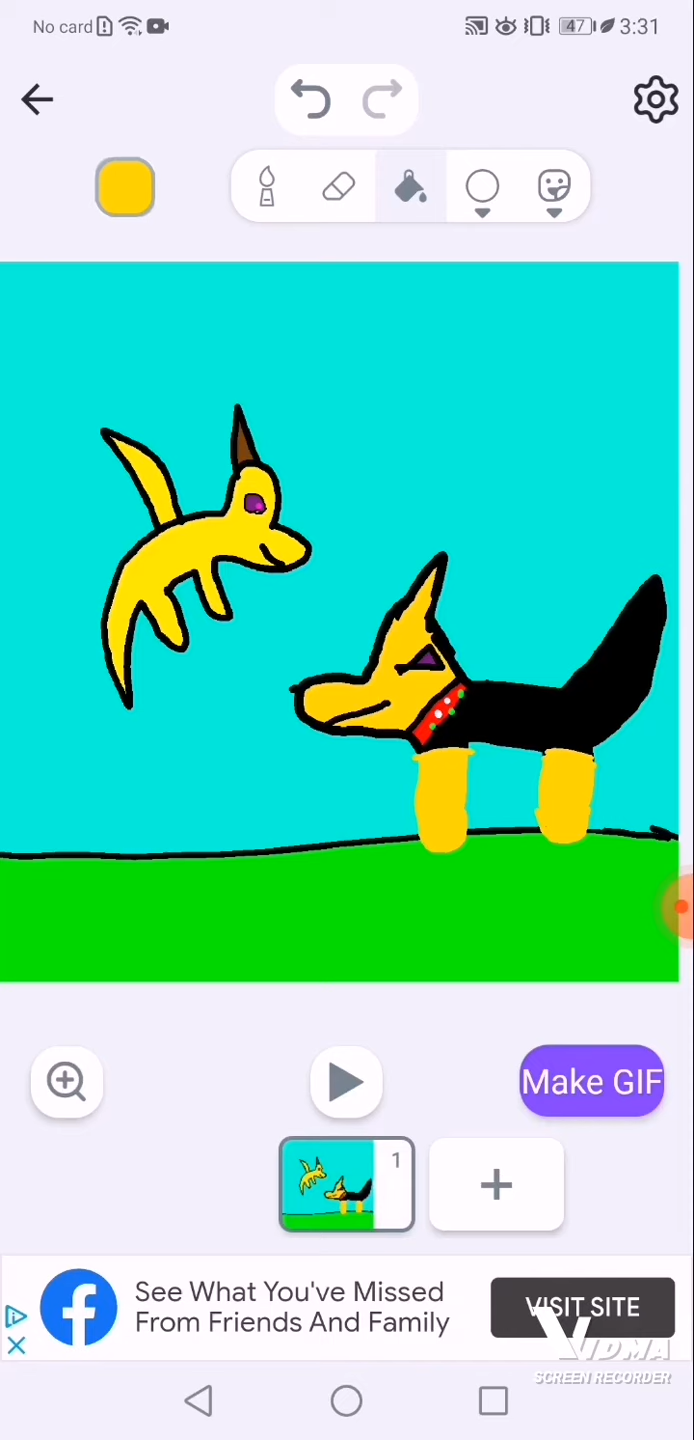 No card
47
3:31
Make GIF
1
See What You've Missed
From Friends And Family
VISIT SITE
VIDMA
SCREEN RECORDER